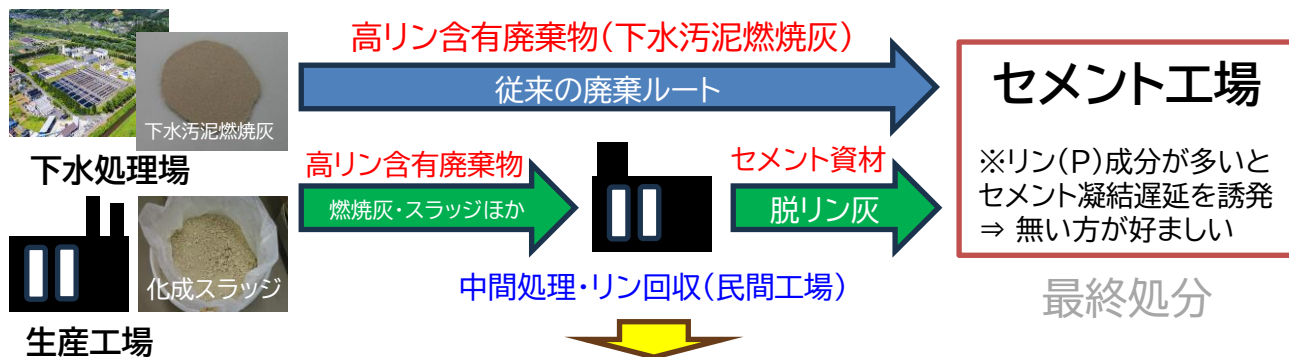 高リン含有廃棄物(下水汚泥燃焼灰)
従来の廃棄ルート
下水汚泥燃焼灰
下水処理場
高リン含有廃棄物
燃焼灰・スラッジほか
セメント資材
脱リン灰
化成スラッジ
生産工場
中間処理・リン回収(民間工場)
セメント工場
※リン(P)成分が多いと
セメント凝結遅延を誘発
⇒ 無い方が好ましい
最終処分